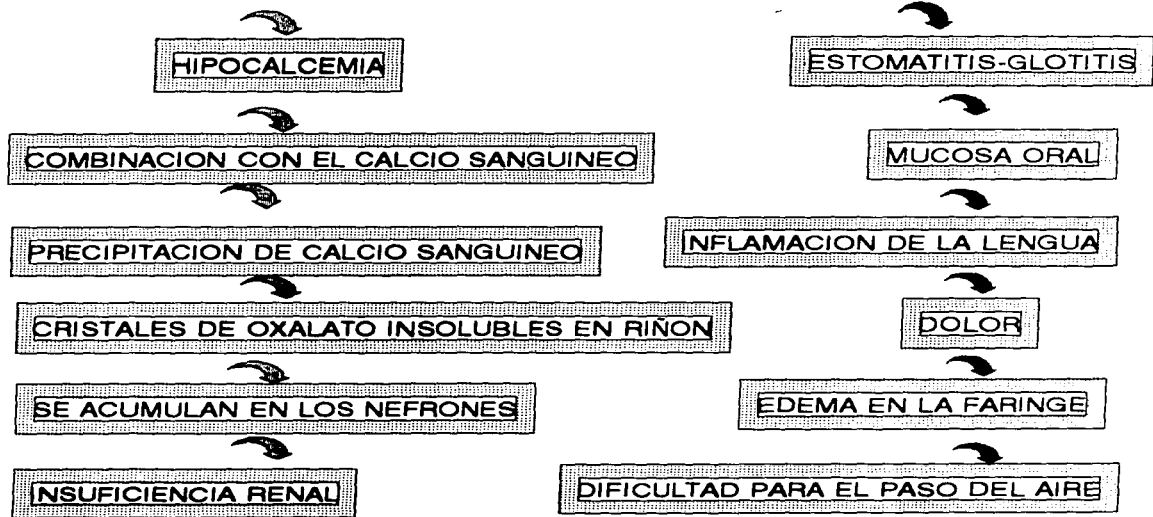 HIPOCALCEMIA
COMBINACION CON EL CALCIO SANGUINEO
PRECIPITACION DE CALCIO SANGUINEO
CRISTALES DE OXALATO INSOLUBLES EN RIÑON
SE ACUMULAN EN LOS NEFRONES
INSUFICIENCIA RENAL
ESTOMATITIS-GLOTITIS
MUCOSA ORAL
INFLAMACION DE LA LENGUA
DOLOR
EDEMA EN LA FARINGE
DIFICULTAD PARA EL PASO DEL AIRE